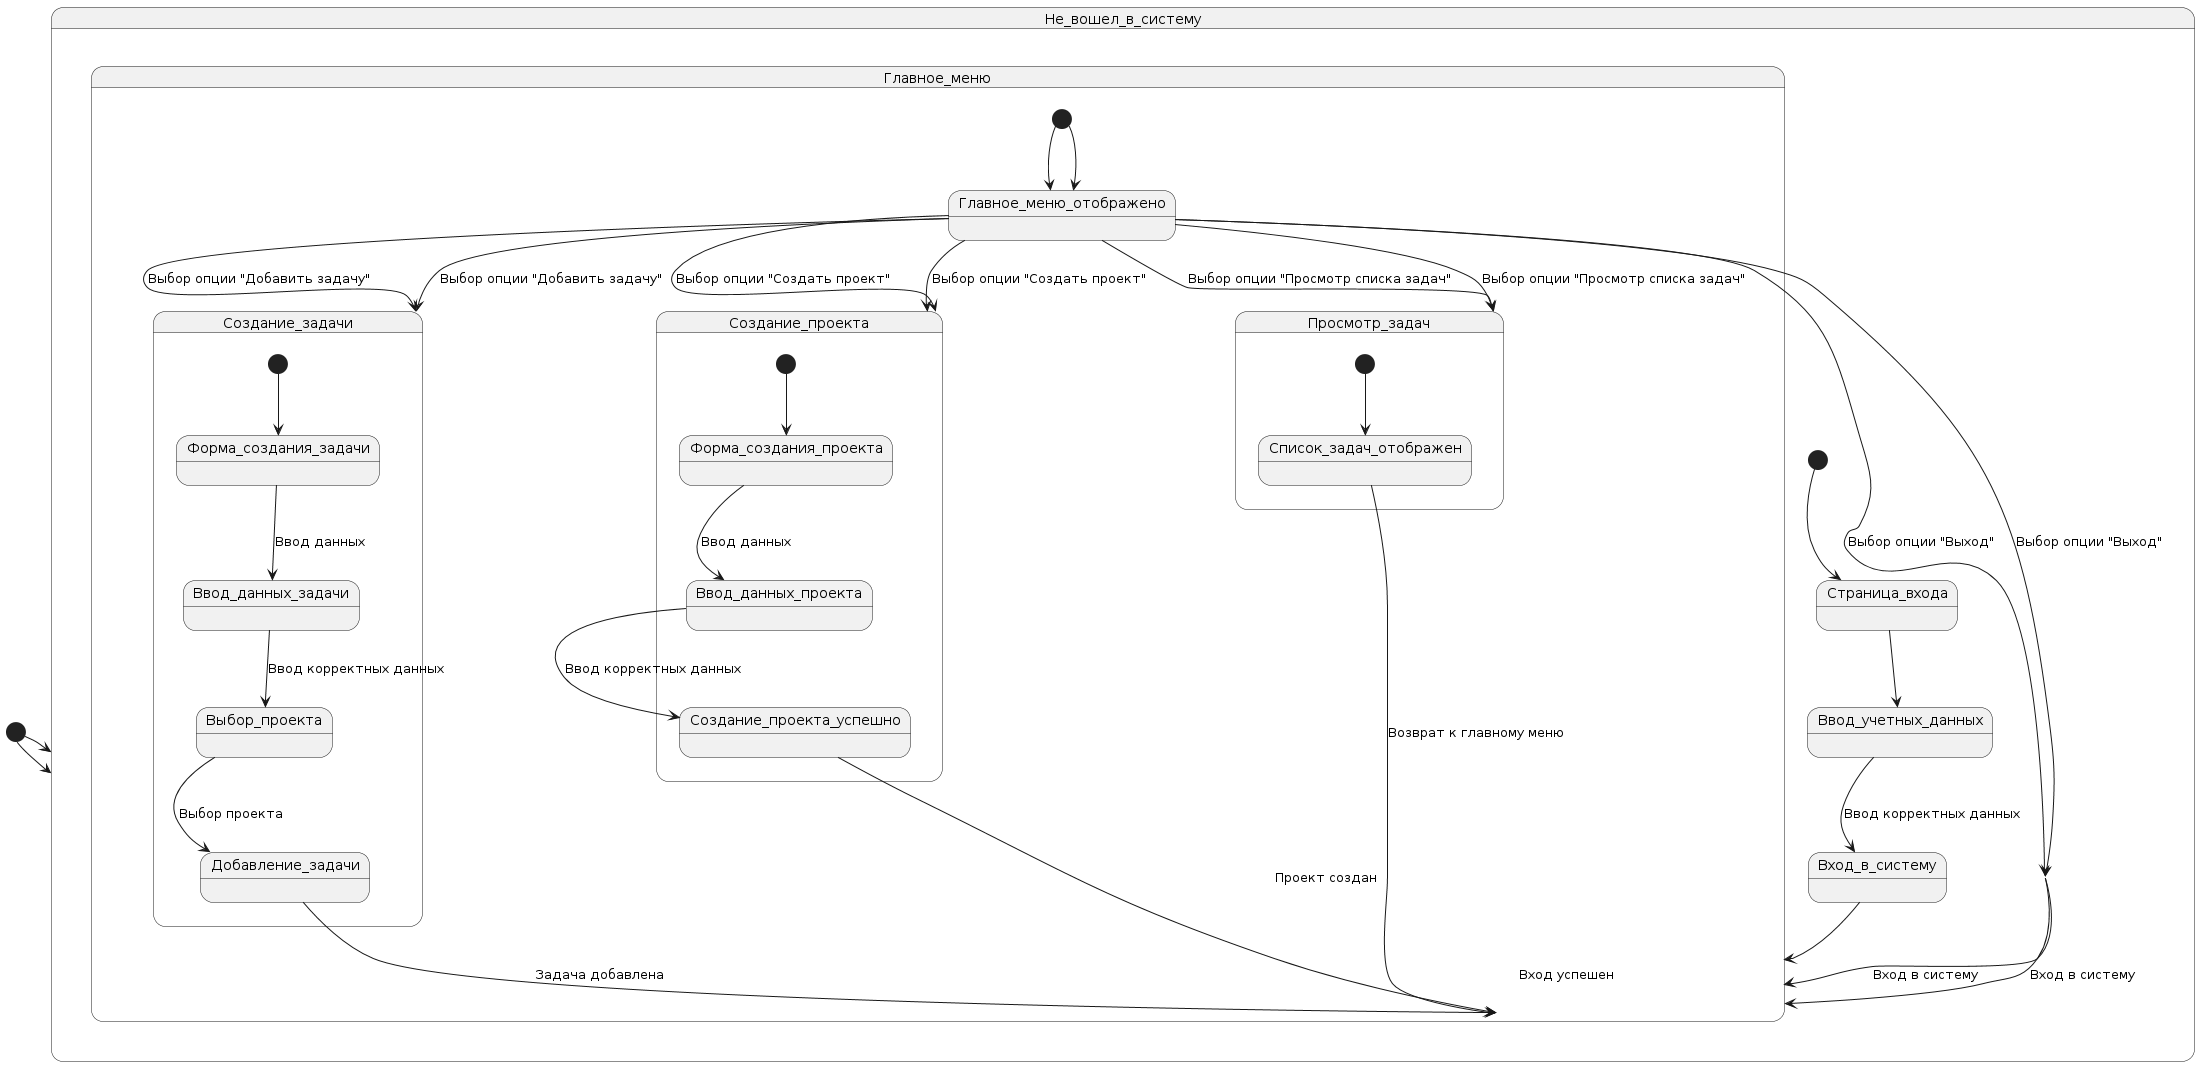 Не_вошел_в_систему
Главное_меню
Главное_меню_отображено
Выбор опции "Добавить задачу"
Выбор опции "Добавить задачу"
Выбор опции "Создать проект"
Выбор опции "Создать проект"
Выбор опции "Просмотр списка задач"
Выбор опции "Просмотр списка задач"
Создание_задачи
Создание_проекта
Просмотр_задач
Форма_создания_задачи
Форма_создания_проекта
Список_задач_отображен
Ввод данных
Ввод данных
Выбор опции "Выход"
Выбор опции "Выход"
Ввод_данных_задачи
Ввод_данных_проекта
Страница_входа
Ввод корректных данных
Ввод корректных данных
Выбор_проекта
Создание_проекта_успешно
Возврат к главному меню
Ввод_учетных_данных
Выбор проекта
Ввод корректных данных
Добавление_задачи
Проект создан
Вход_в_систему
Задача добавлена
Вход успешен
Вход в систему
Вход в систему